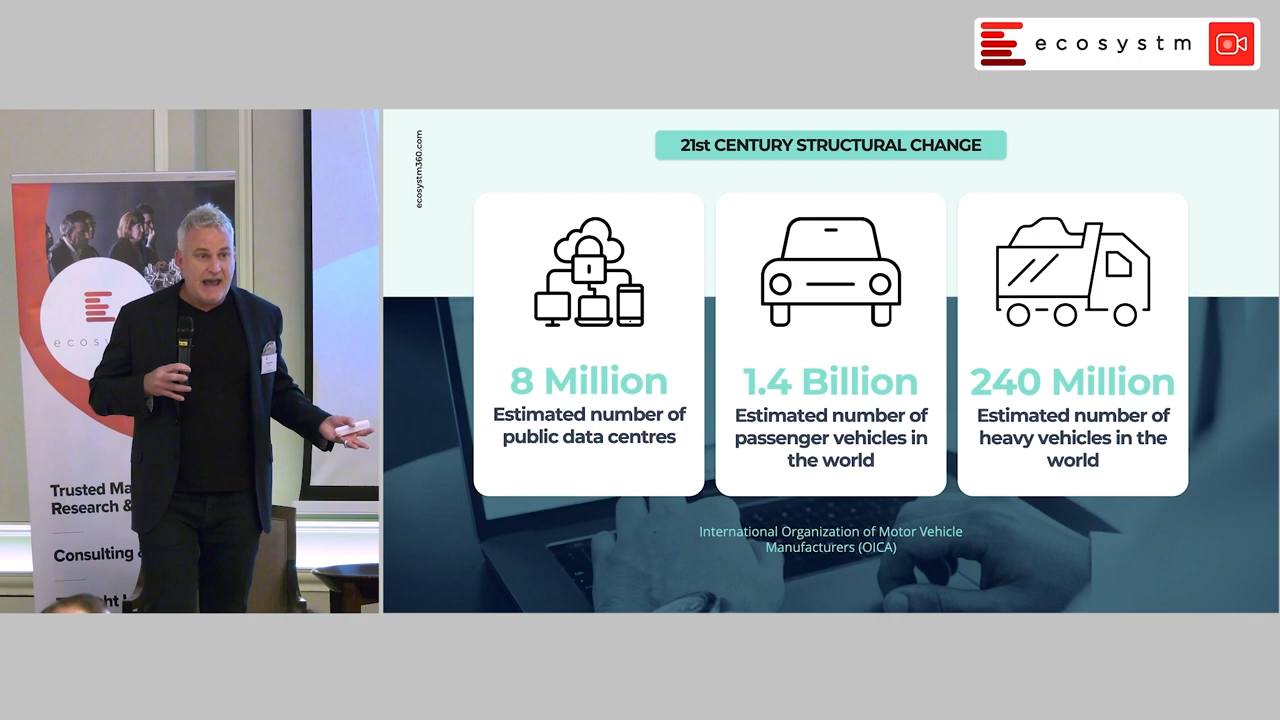 ecosystm
ecosystm360.com
21st CENTURY STRUCTURAL CHANGE
8 Million
Estimated number of
public data centres
1.4 Billion
Estimated number of
passenger vehicles in
the world
240 Million
Estimated number of
heavy vehicles in the
world
International Organization of Motor Vehicle
Manufacturers (OICA)
ecosy
Trusted Ma
Research &
Consulting &